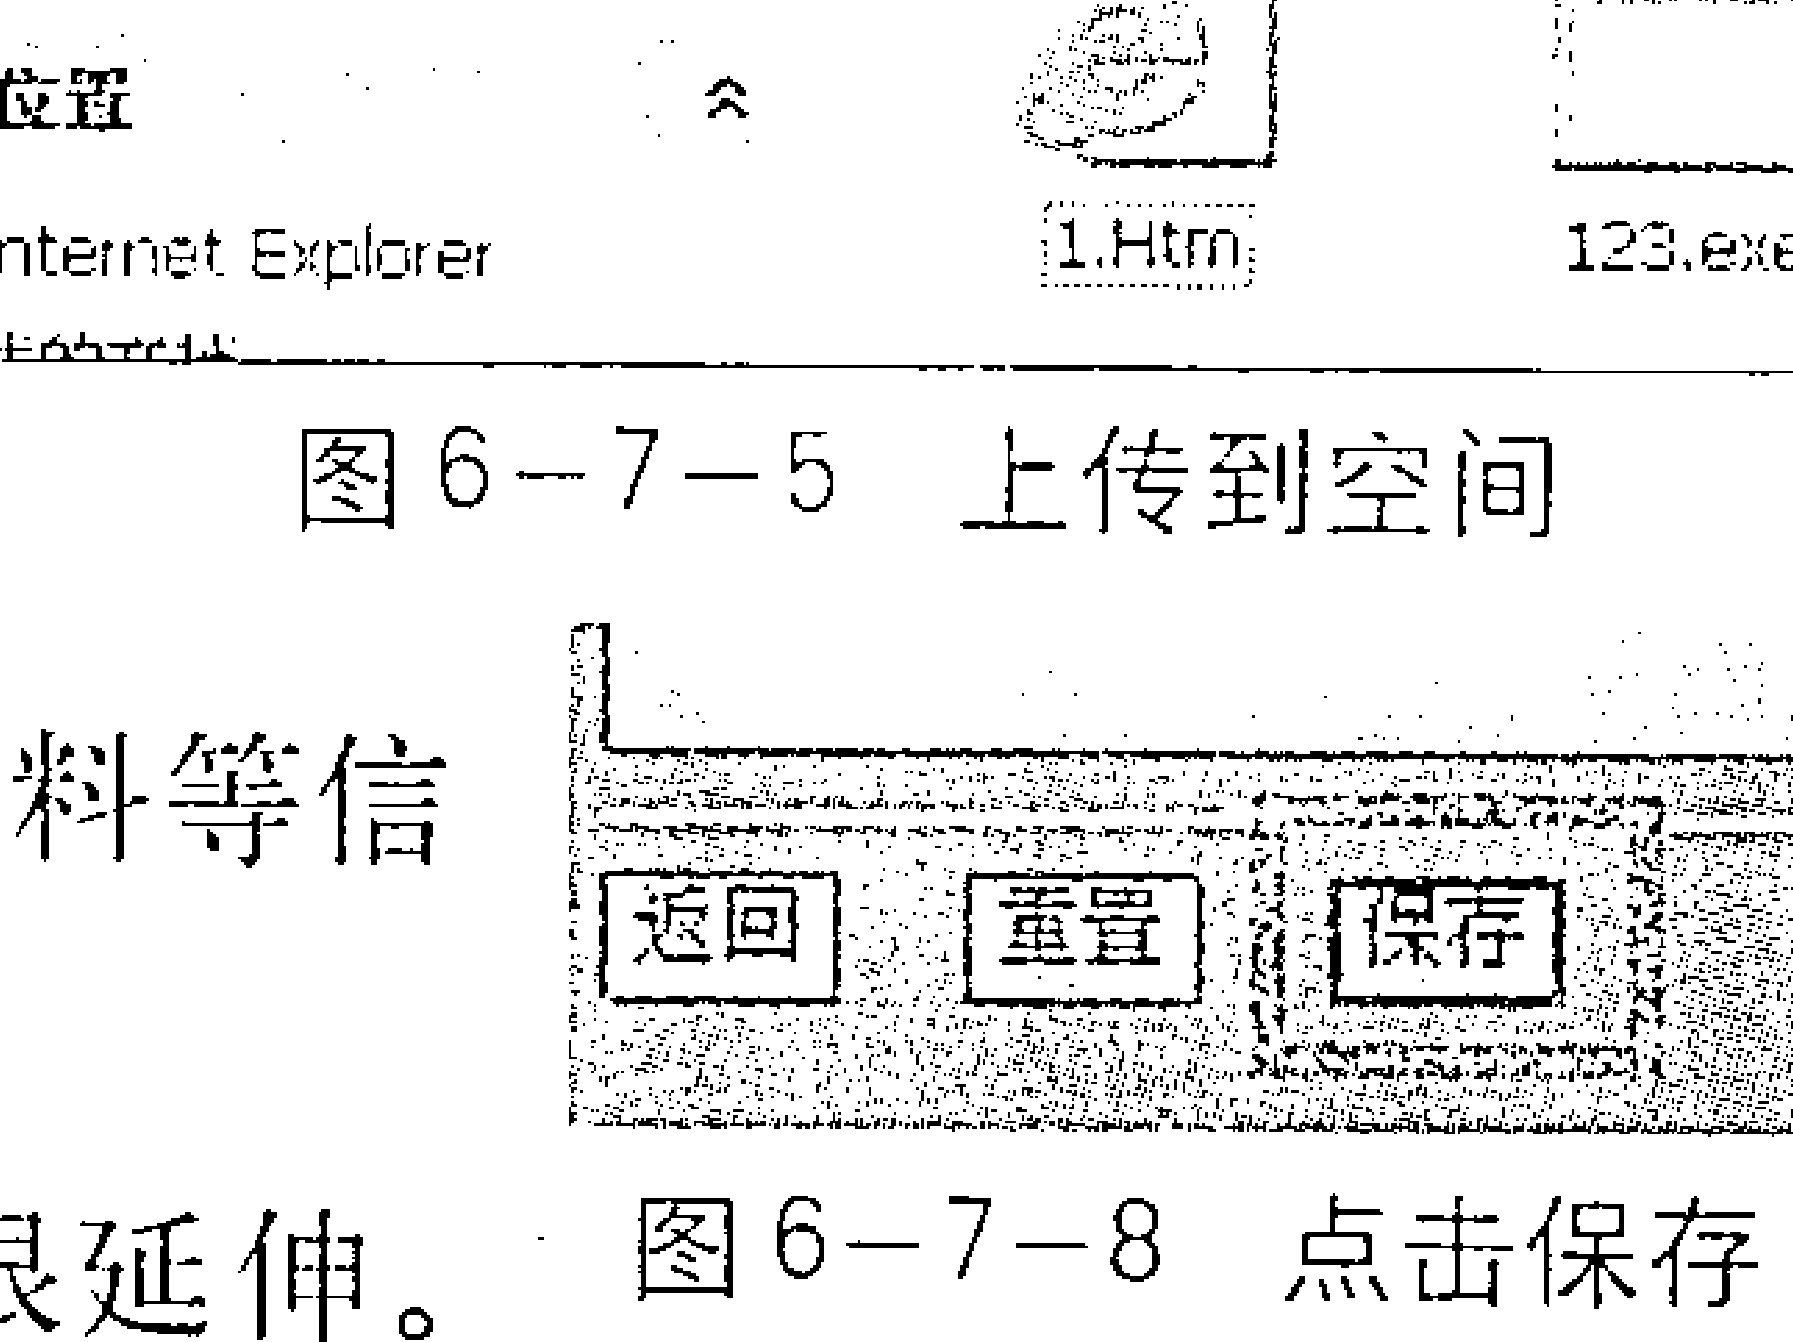 位置
nternet Explorer
1.Htm
123.exe
图6－7－5 上传到空间
料等信
返回 重置 保存
延伸。
图6－7－8 点击保存